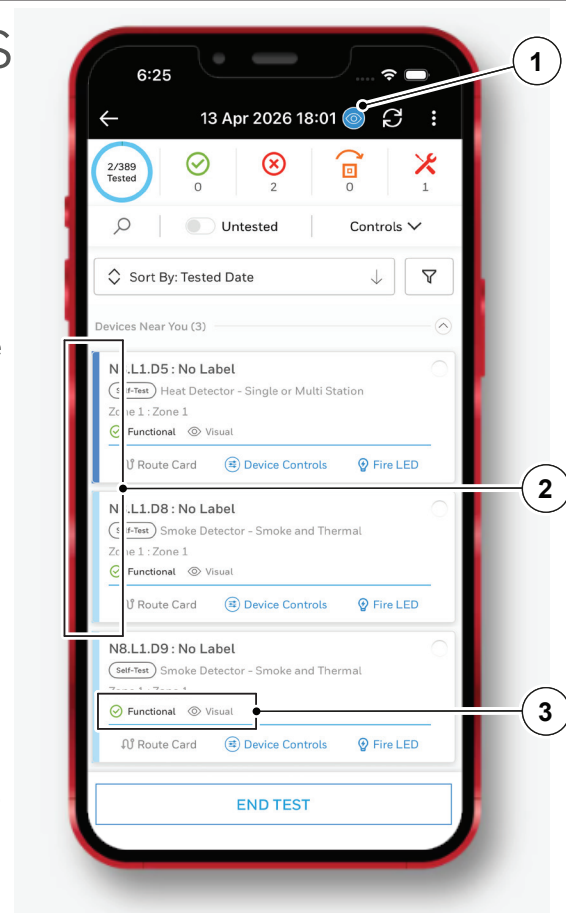 S
1
6:25
13 Apr 2026 18:01
2/389
Tested
0
2
0
1
Untested
Controls
Sort By: Tested Date
e
Devices Near You (3)
.L1.D5 : No Label
Heat Detector - Single or Multi Station
Zone 1 : Zone 1
Functional Visual
Route Card Device Controls Fire LED
2
.L1.D8 : No Label
Smoke Detector - Smoke and Thermal
Zone 1 : Zone 1
Functional Visual
Route Card Device Controls Fire LED
N8.L1.D9 : No Label
Self-Test Smoke Detector - Smoke and Thermal
Functional Visual
3
Route Card Device Controls Fire LED
END TEST